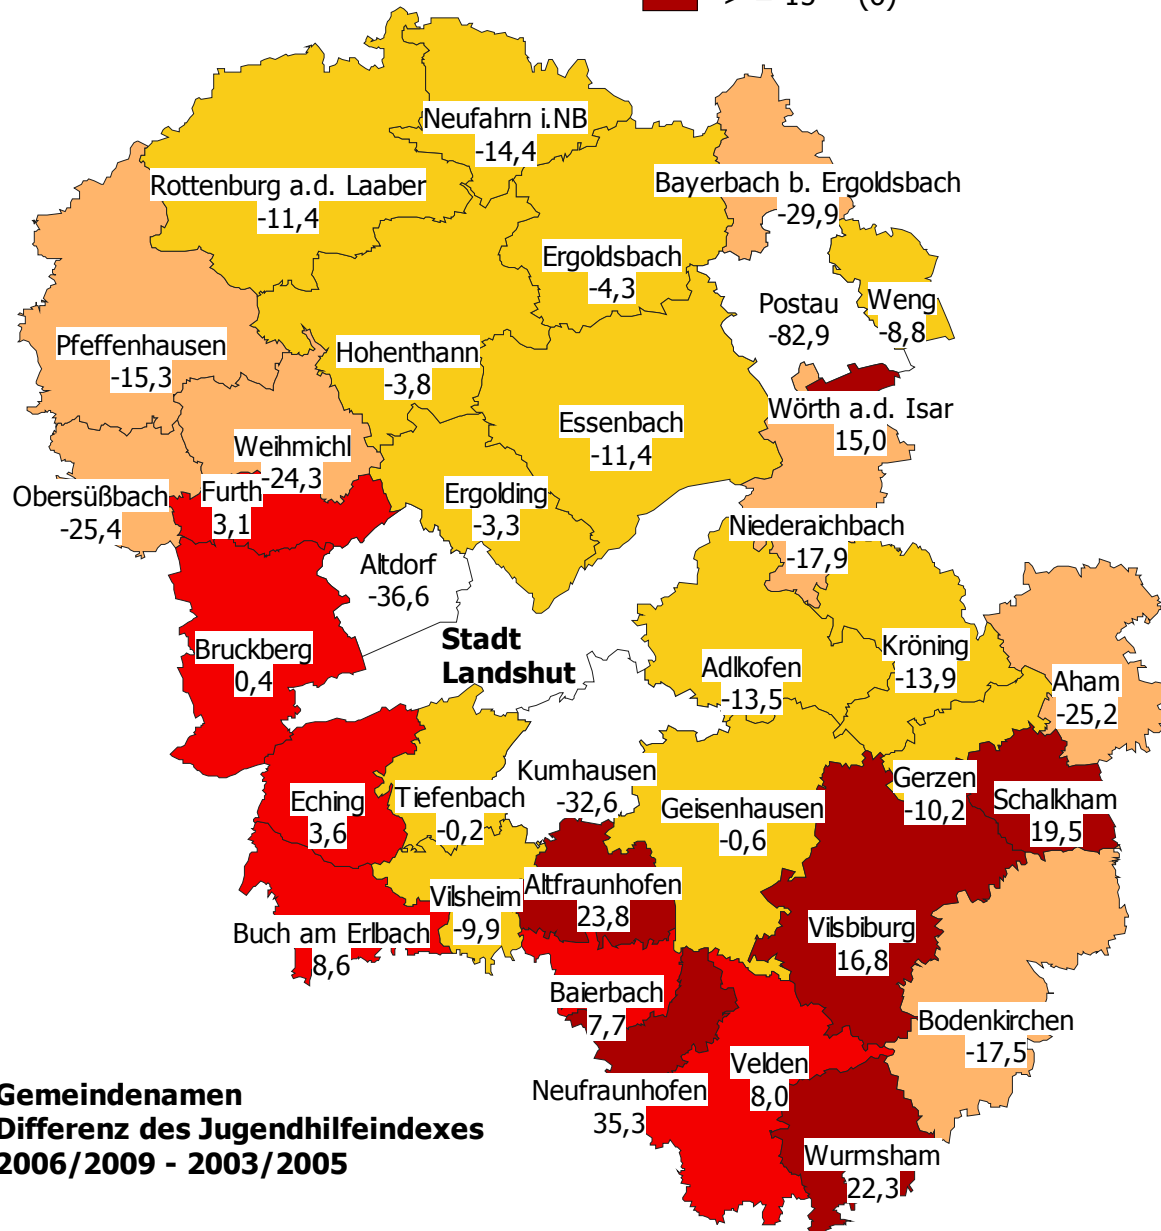 > = 15 (6)
Neufahrn i.NB
-14,4
Rottenburg a.d. Laaber
-11,4
Bayerbach b. Ergoldsbach
-29,9
Ergoldsbach
-4,3
Postau
-82,9
Weng
-8,8
Pfeffenhausen
-15,3
Hohenthann
-3,8
Wörth a.d. Isar
15,0
Essenbach
-11,4
Weihmichl
-24,3
Obersüßbach
-25,4
Furth
3,1
Ergolding
-3,3
Niederaichbach
-17,9
Altdorf
-36,6
Stadt
Landshut
Bruckberg
0,4
Adlkofen
-13,5
Kröning
-13,9
Aham
-25,2
Kumhausen
-32,6
Gerzen
-10,2
Schalkham
19,5
Eching
3,6
Tiefenbach
-0,2
Geisenhausen
-0,6
Vilsheim
-9,9
Altfraunhofen
23,8
Buch am Erlbach
8,6
Vilsbiburg
16,8
Baierbach
7,7
Bodenkirchen
-17,5
Velden
8,0
Neufraunhofen
35,3
Wurmsham
22,3
Gemeindenamen
Differenz des Jugendhilfeindexes
2006/2009 - 2003/2005